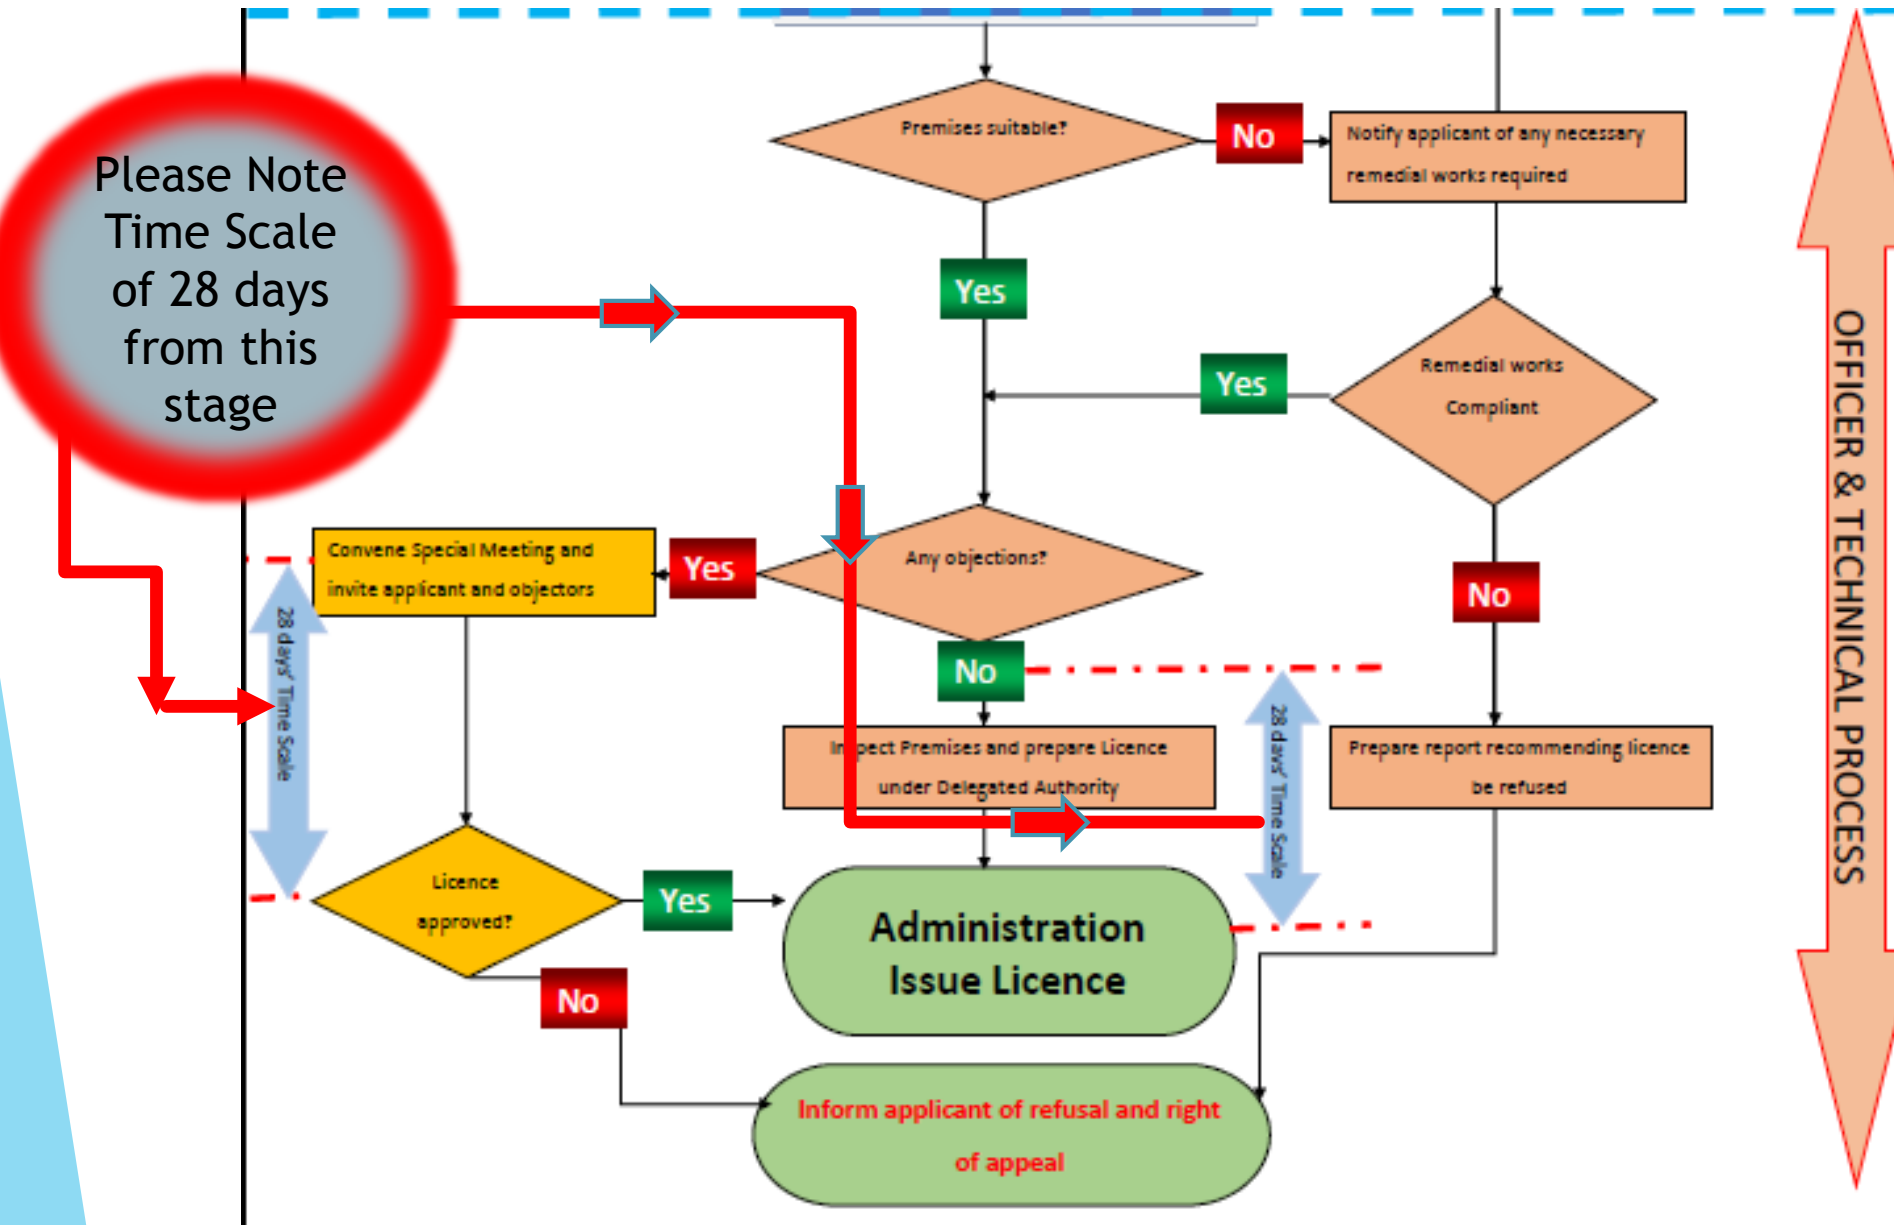 Please Note
Time Scale
of 28 days
from this
stage
Premises suitable?
No
Notify applicant of any necessary
remedial works required
Yes
Yes
Remedial works
Compliant
Any objections?
Yes
Convene Special Meeting and
invite applicant and objectors
No
No
28 days' Time Scale
28 days' Time Scale
Inspect Premises and prepare Licence
under Delegated Authority
Prepare report recommending licence
be refused
Licence
approved?
Yes
No
Administration
Issue Licence
Inform applicant of refusal and right
of appeal
OFFICER & TECHNICAL PROCESS